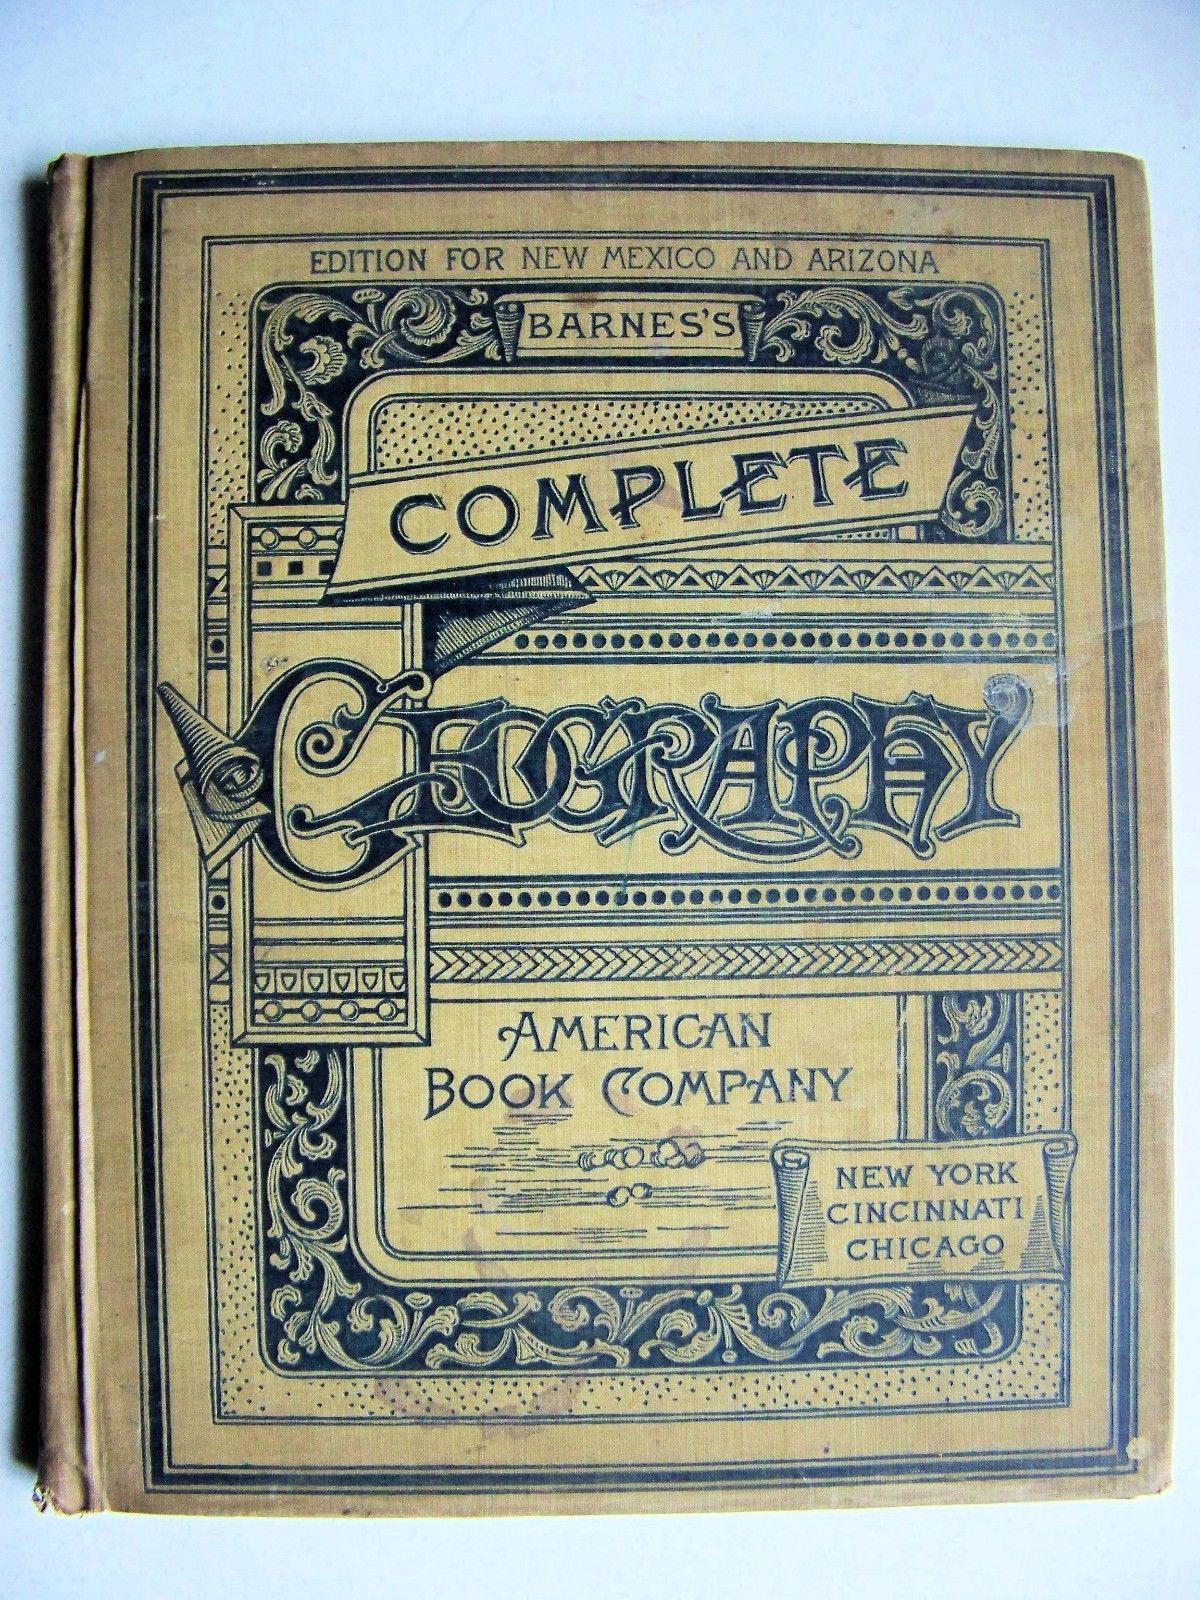 EDITION FOR NEW MEXICO AND ARIZONA
BARNES'S
COMPLETE
GEOGRAPHY
AMERICAN
BOOK COMPANY
NEW YORK
CINCINNATI
CHICAGO